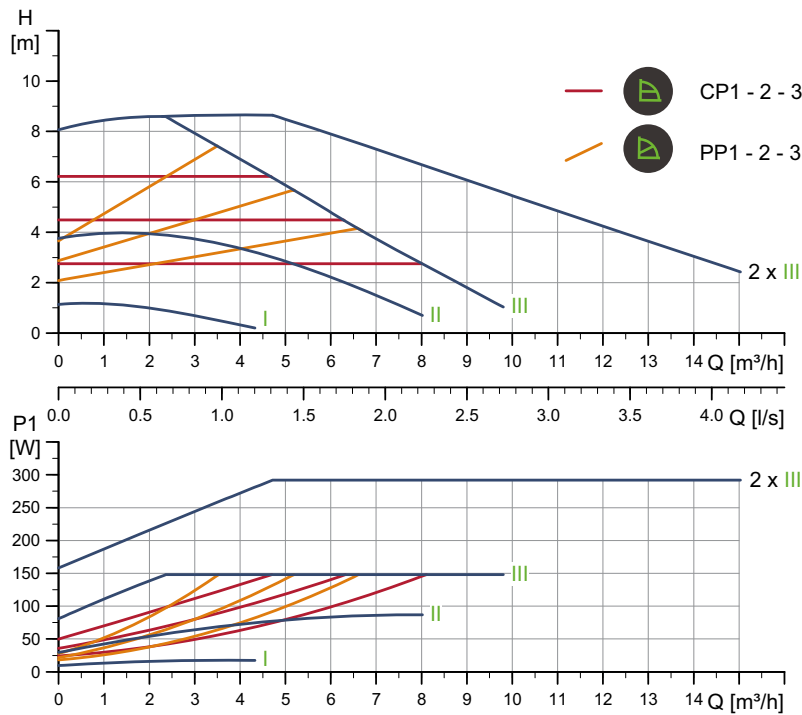 H
[m]
10
8
6
4
2
0
CP1 - 2 - 3
PP1 - 2 - 3
I
II
III
2 x III
0 1 2 3 4 5 6 7 8 9 10 11 12 13 14 Q [m³/h]
0.0 0.5 1.0 1.5 2.0 2.5 3.0 3.5 4.0 Q [l/s]
P1
[W]
300
250
200
150
100
50
0
2 x III
III
II
I
0 1 2 3 4 5 6 7 8 9 10 11 12 13 14 Q [m³/h]